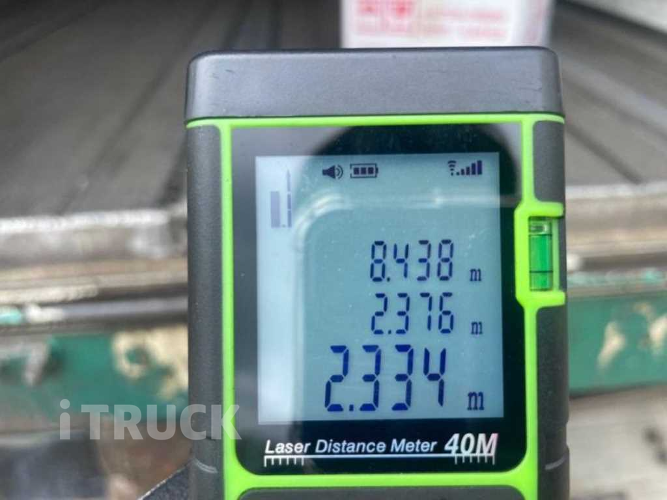 8.438 m
2.376 m
2.334 m
iTRUCK
Laser Distance Meter 40M